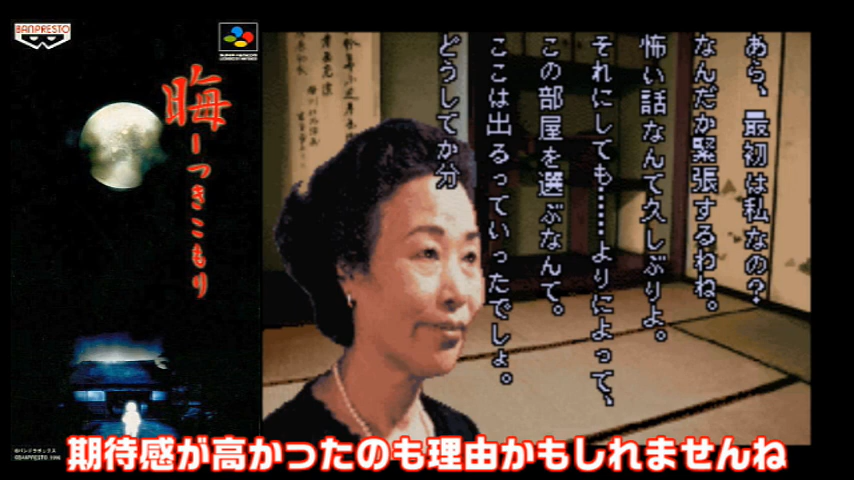 BANPRESTO
晦
ーつきこもり
あら、最初は私なの?
なんだか緊張するわね。
怖い話なんて久しぶりよ。
それにしても……よりによって、
この部屋を選ぶなんて。
ここは出るっていったでしょ。
どうしてか分
期待感が高かったのも理由かもしれませんね